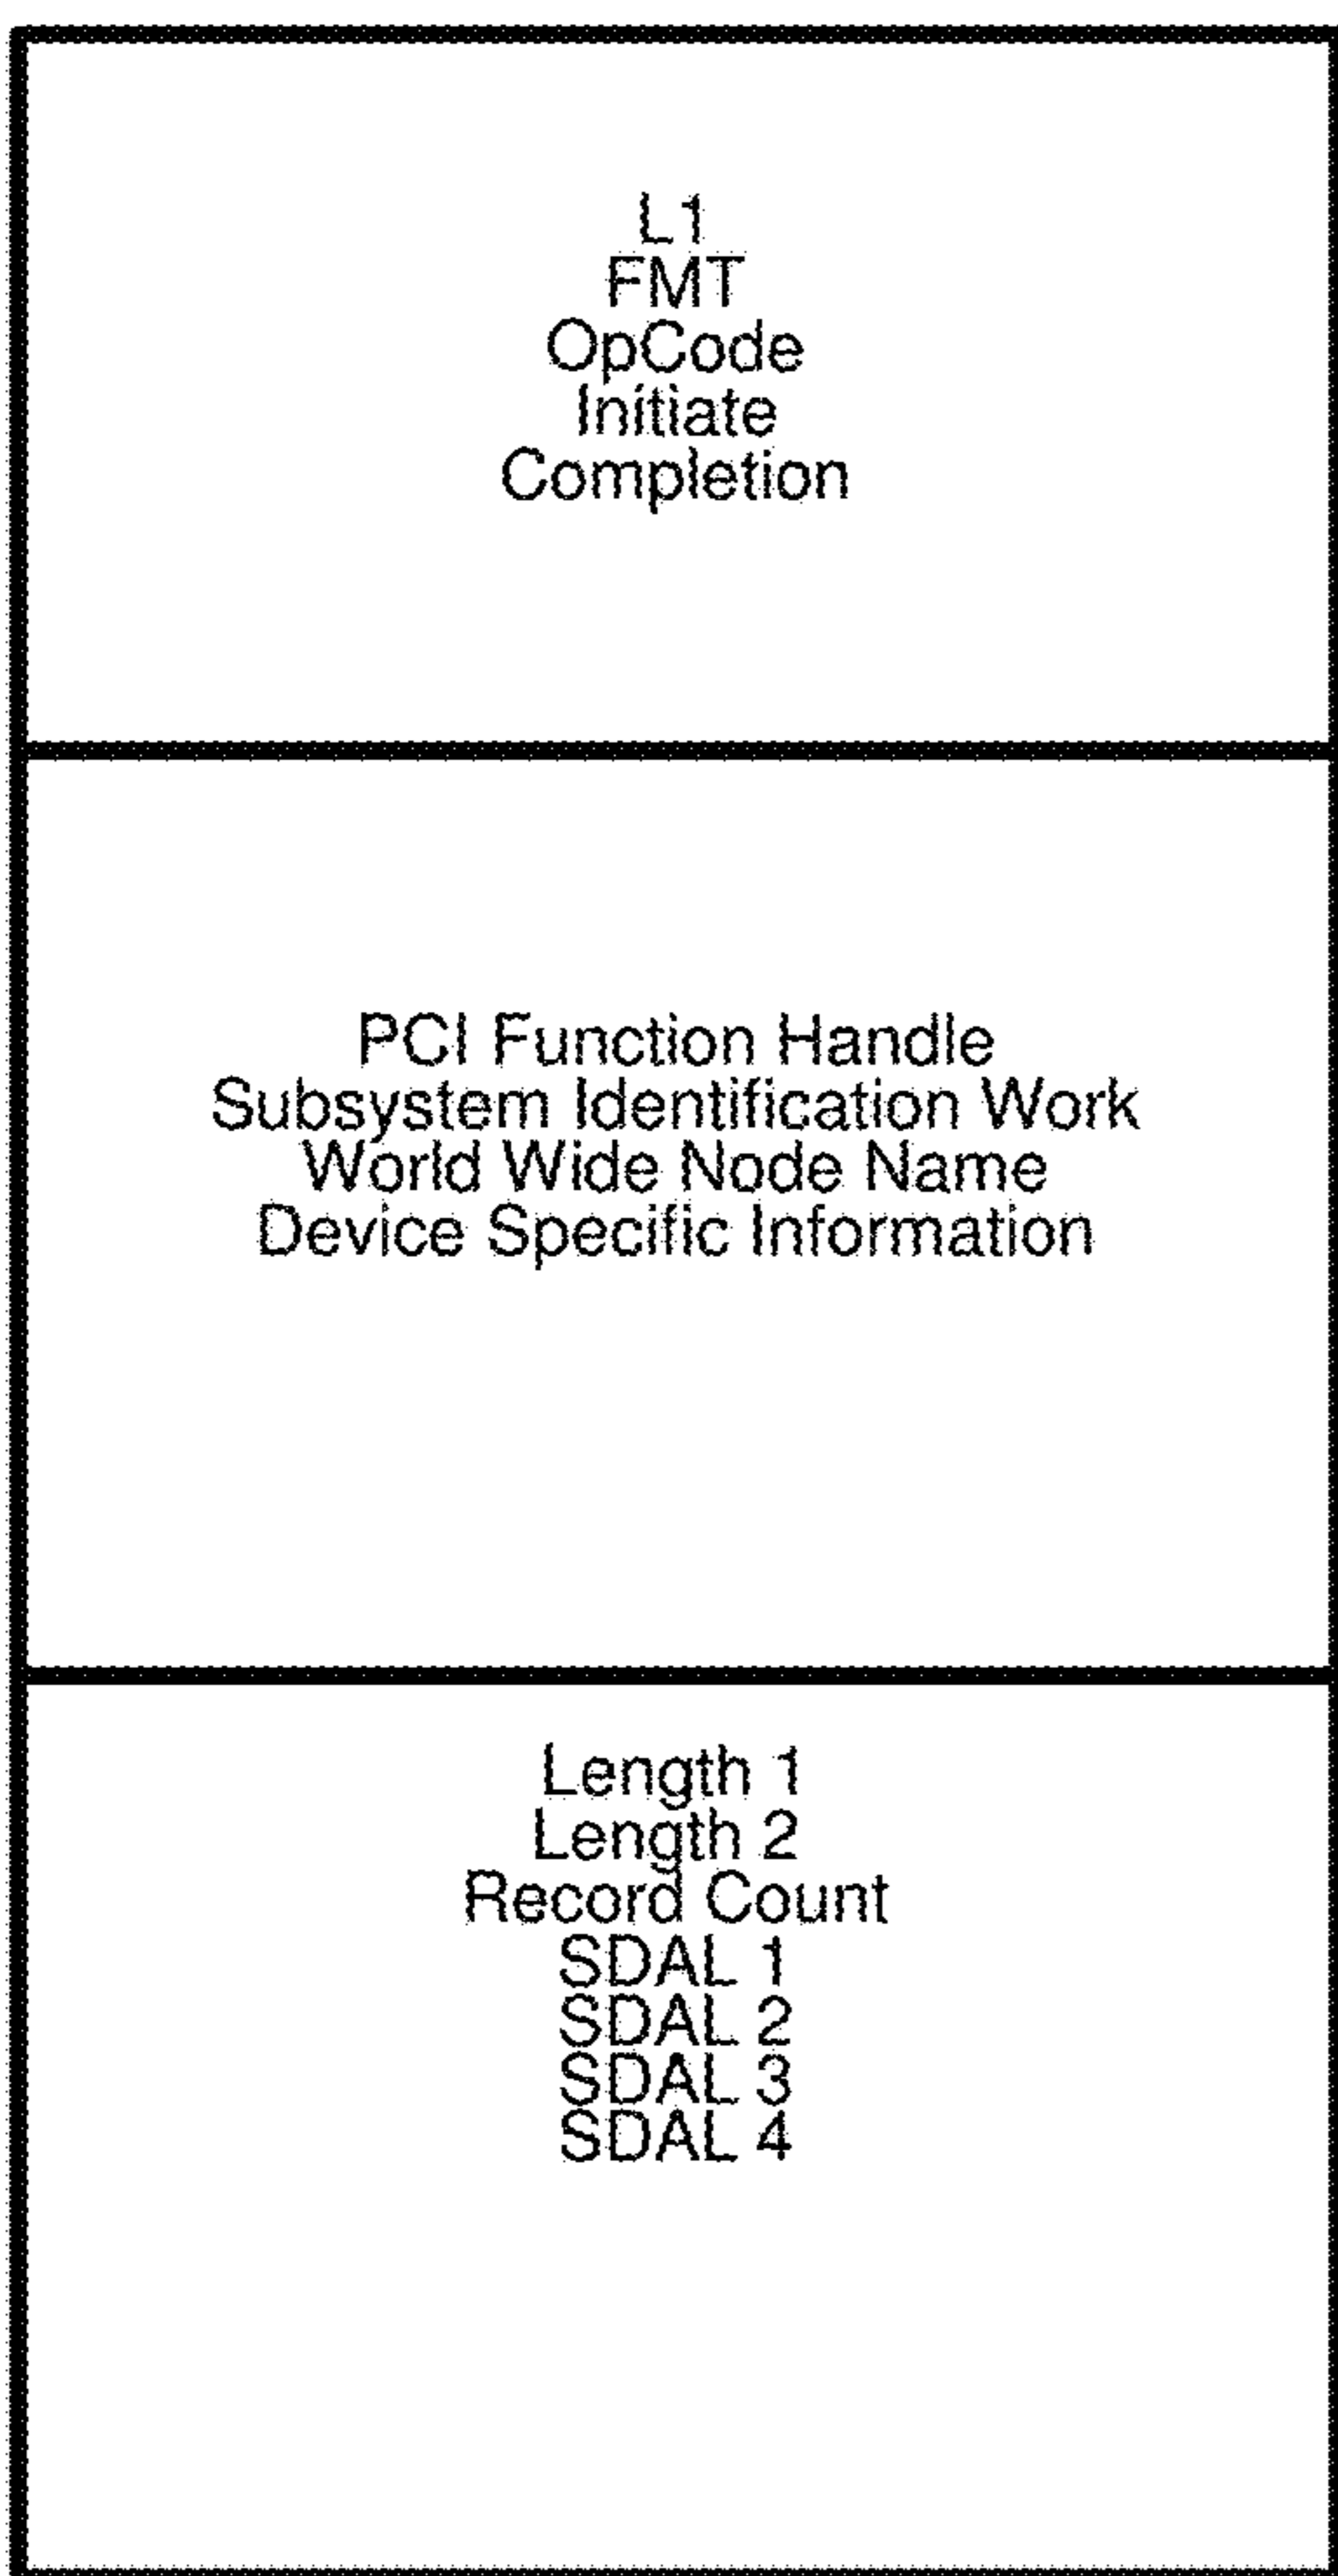 L1
FMT
OpCode
Initiate
Completion
PCI Function Handle
Subsystem Identification Work
World Wide Node Name
Device Specific Information
Length 1
Length 2
Record Count
SDAL 1
SDAL 2
SDAL 3
SDAL 4